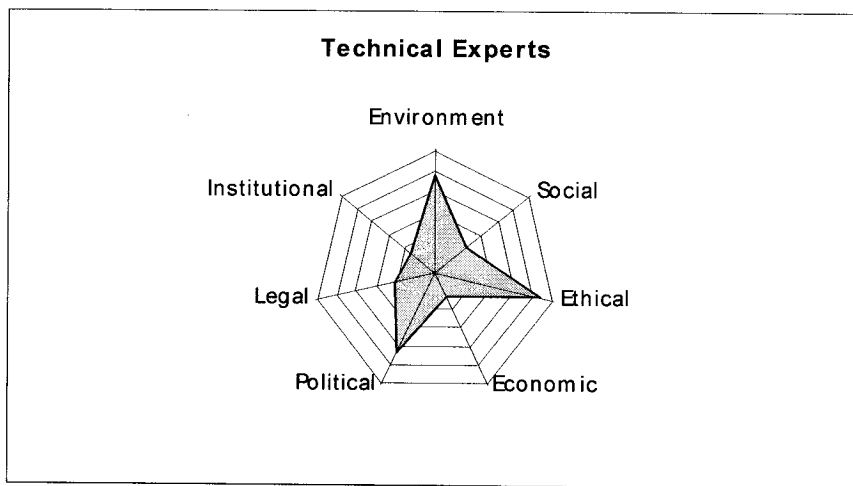 Technical Experts
Environment
Institutional
Social
Legal
Ethical
Political
Economic